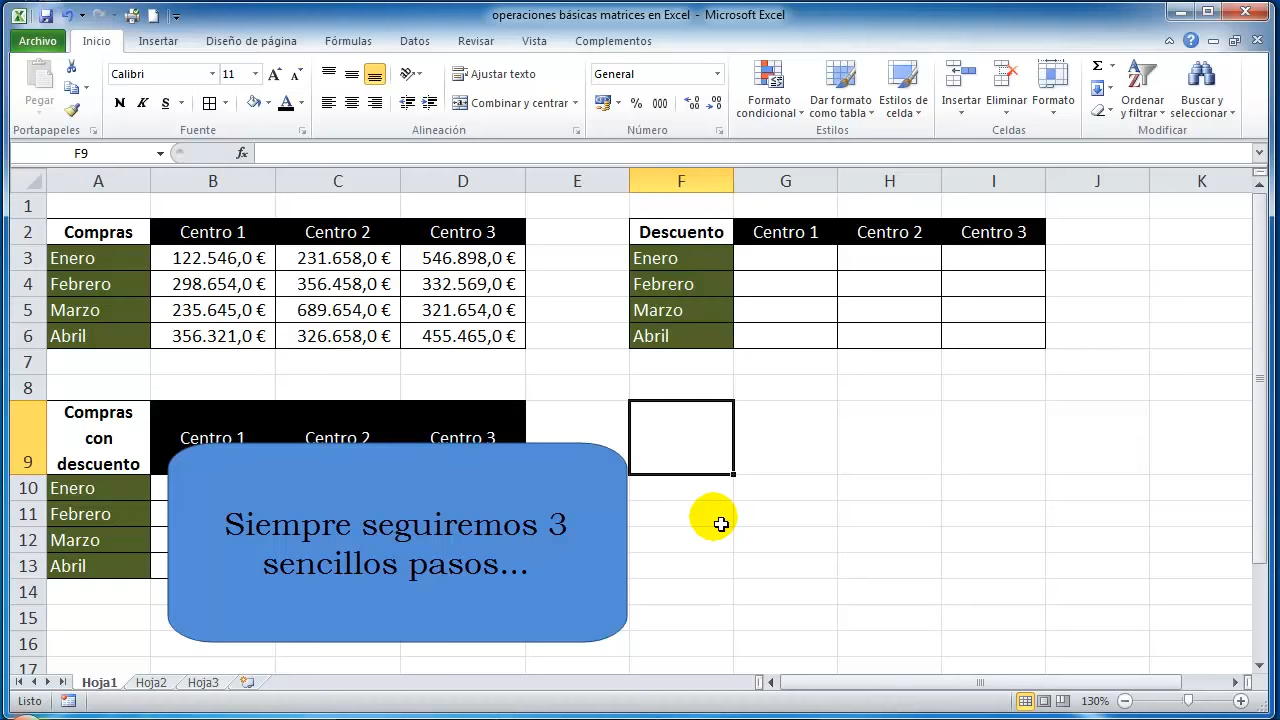 operaciones básicas matrices en Excel - Microsoft Excel
Archivo Inicio Insertar Diseño de página Fórmulas Datos Revisar Vista Complementos
Pegar
Calibri 11
N K S
Ajustar texto
Combinar y centrar
General
% 000
Formato condicional
Dar formato como tabla
Estilos de celda
Insertar Eliminar Formato
Ordenar y filtrar
Buscar y seleccionar
Portapapeles Fuente Alineación Número Estilos Celdas Modificar
F9 fx
A B C D E F G H I J K
1
2 Compras Centro 1 Centro 2 Centro 3 Descuento Centro 1 Centro 2 Centro 3
3 Enero 122.546,0 € 231.658,0 € 546.898,0 € Enero
4 Febrero 298.654,0 € 356.458,0 € 332.569,0 € Febrero
5 Marzo 235.645,0 € 689.654,0 € 321.654,0 € Marzo
6 Abril 356.321,0 € 326.658,0 € 455.465,0 € Abril
7
8
9 Compras con descuento Centro 1 Centro 2 Centro 3
10 Enero
11 Febrero
12 Marzo
13 Abril
14
15
16
17
Siempre seguiremos 3
sencillos pasos...
Hoja1 Hoja2 Hoja3
Listo 130%